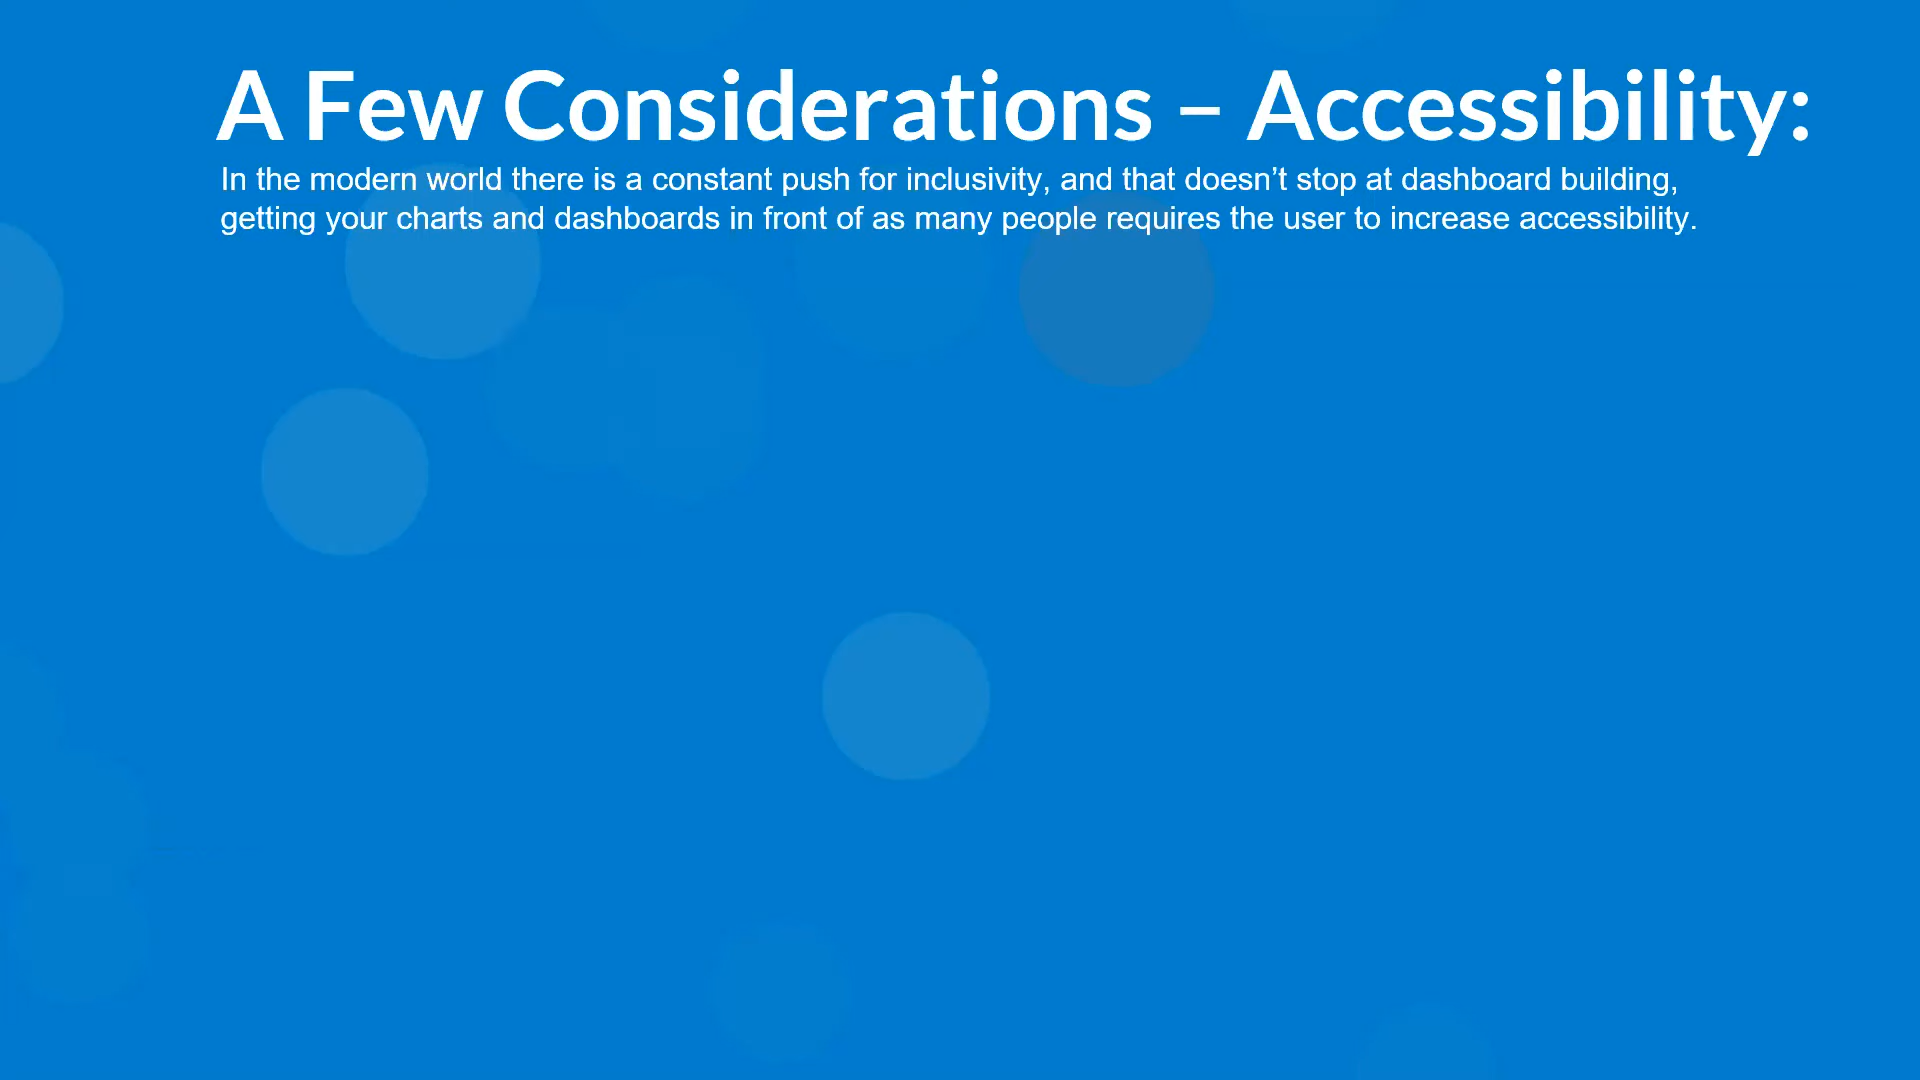 A Few Considerations – Accessibility:
In the modern world there is a constant push for inclusivity, and that doesn’t stop at dashboard building,
getting your charts and dashboards in front of as many people requires the user to increase accessibility.